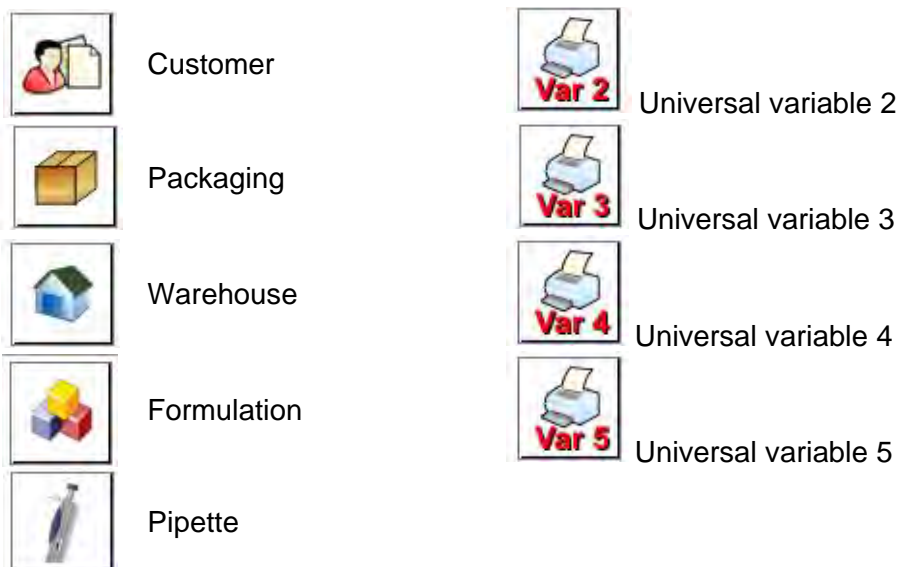 Customer
Packaging
Warehouse
Formulation
Pipette
Var 2
Universal variable 2
Var 3
Universal variable 3
Var 4
Universal variable 4
Var 5
Universal variable 5